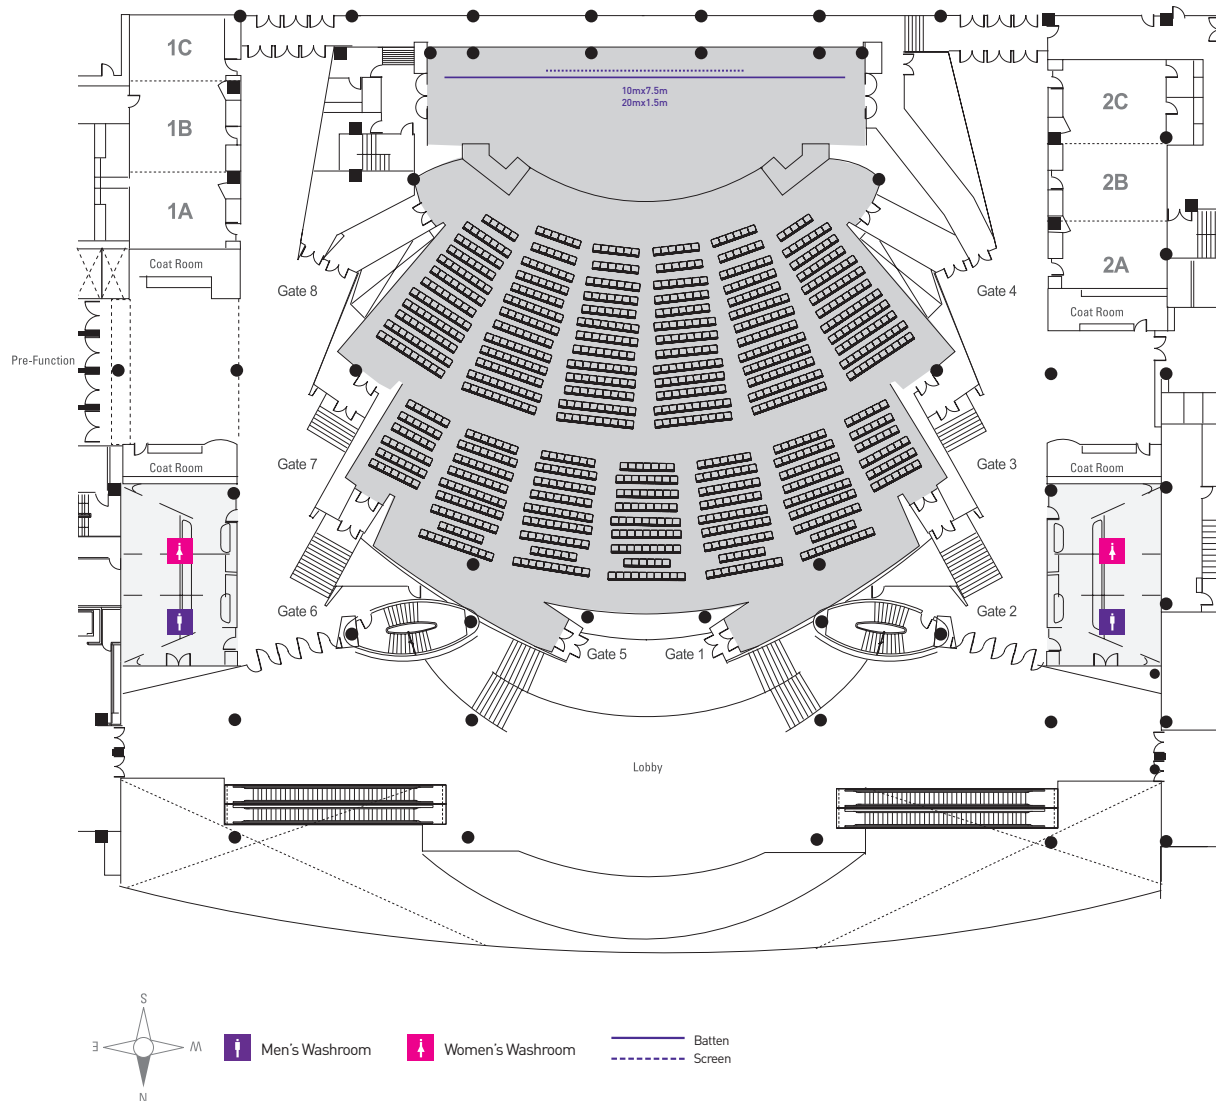 1C
2C
10mx7.5m
20mx1.5m
1B
2B
1A
2A
Coat Room
Gate 8
Gate 4
Coat Room
Pre-Function
Coat Room
Gate 7
Gate 3
Coat Room
Gate 6
Gate 2
Gate 5
Gate 1
Lobby
S
E
W
N
Men's Washroom
Women's Washroom
Batten
Screen